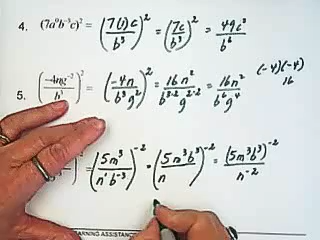 4. (7a⁰b⁻³c)² = (7(1)c/b³)² = (7c/b³)² = 49c²/b⁶
(-4)(-4)
16
5. (-4ng⁻²/b³)² = (-4n/b³g²)² = 16n²/b³·²g²·² = 16n²/b⁶g⁴
(5m³/n¹b⁻³)⁻² = (5m³b³/n)⁻² = (5m³b³)⁻²/n⁻²
LEARNING ASSISTANCE